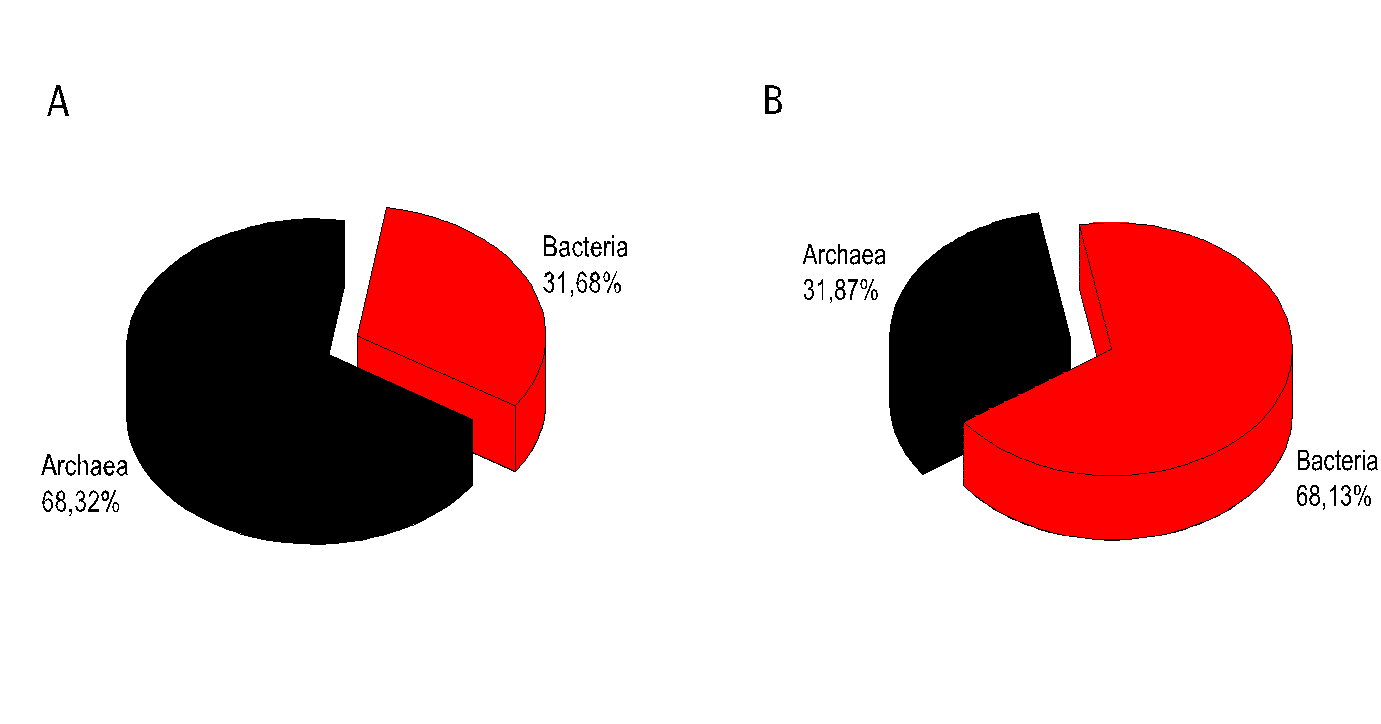 A
Bacteria
31,68%
Archaea
68,32%
B
Archaea
31,87%
Bacteria
68,13%